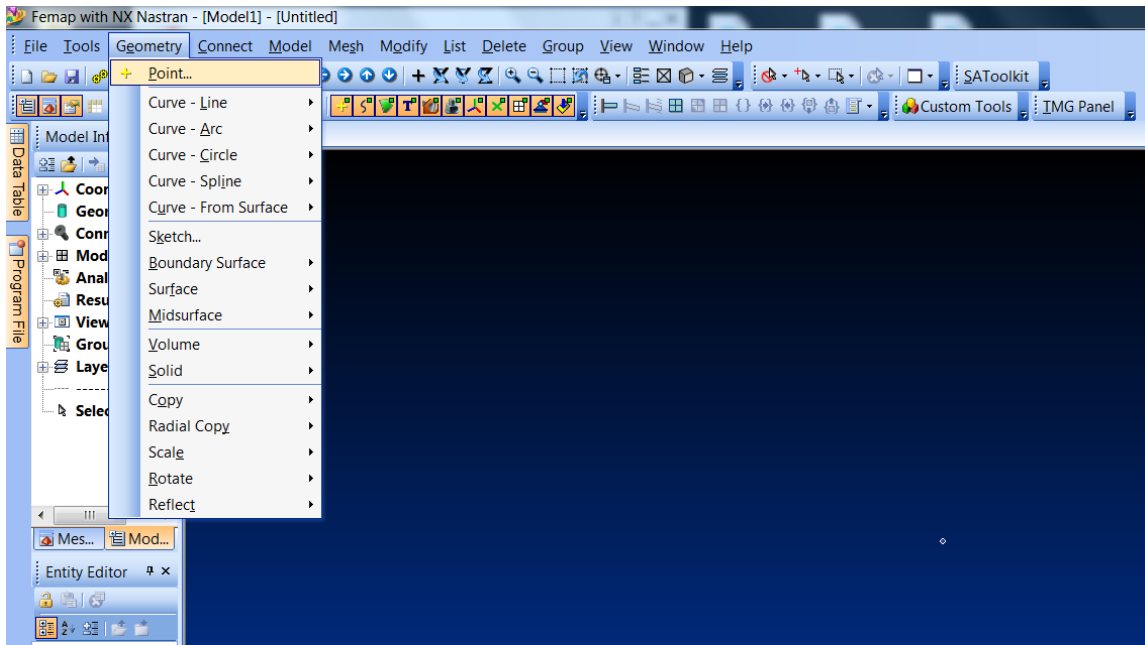 Femap with NX Nastran - [Model1] - [Untitled]
File Tools Geometry Connect Model Mesh Modify List Delete Group View Window Help
Point...
SAToolkit
Custom Tools
IMG Panel
Model Inf
Curve - Line
Curve - Arc
Curve - Circle
Curve - Spline
Curve - From Surface
Sketch...
Boundary Surface
Surface
Midsurface
Volume
Solid
Copy
Radial Copy
Scale
Rotate
Reflect
Data Table
Program File
Coor
Geor
Conn
Mod
Anal
Resu
View
Grou
Laye
Selec
Mes...
Mod...
Entity Editor